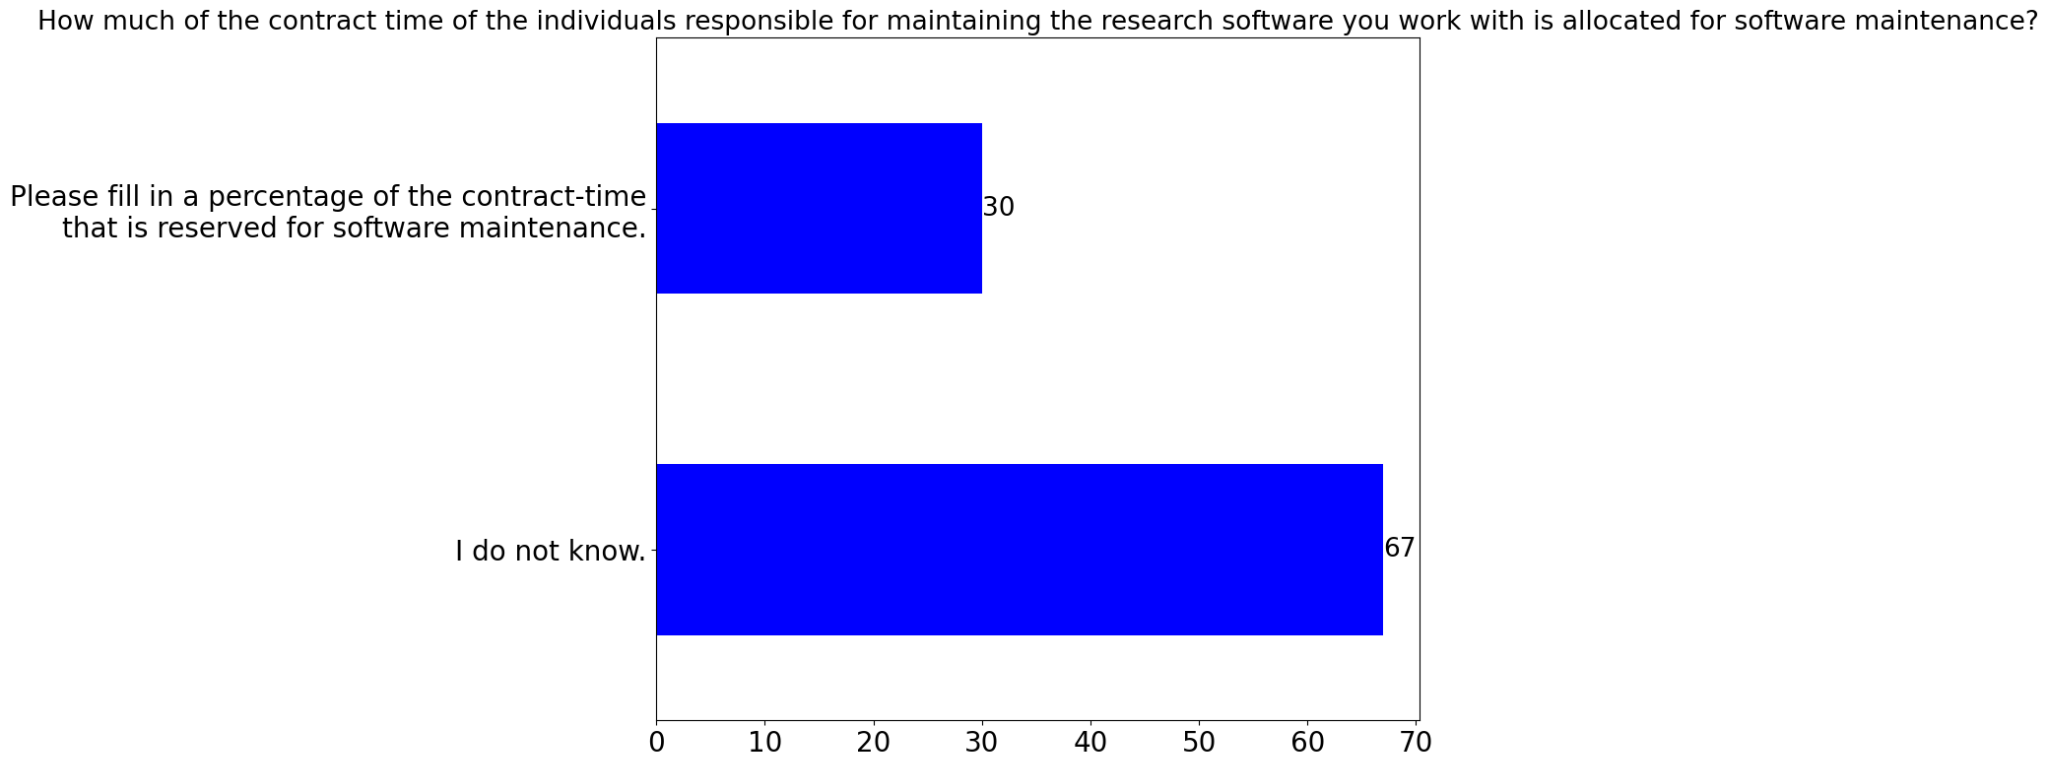 How much of the contract time of the individuals responsible for maintaining the research software you work with is allocated for software maintenance?
Please fill in a percentage of the contract-time
that is reserved for software maintenance.
30
I do not know.
67
0 10 20 30 40 50 60 70